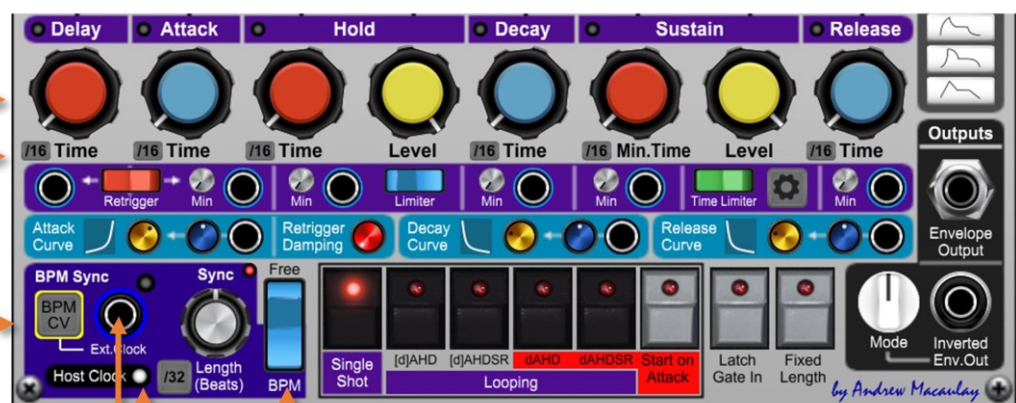 Delay Attack Hold Decay Sustain Release
/16 Time /16 Time /16 Time Level /16 Time /16 Min.Time Level /16 Time
Retrigger Min Min Limiter Min Min Time Limiter Min
Attack Curve
Retrigger Damping
Decay Curve
Release Curve
Outputs
Envelope
Output
BPM Sync
BPM
CV
Ext.Clock
Host Clock
Sync
/32
Length
(Beats)
Free
BPM
Single
Shot
[d]AHD [d]AHDSR dAHD dAHDSR
Looping
Start on
Attack
Latch
Gate In
Fixed
Length
Mode
Inverted
Env.Out
by Andrew Macaulay